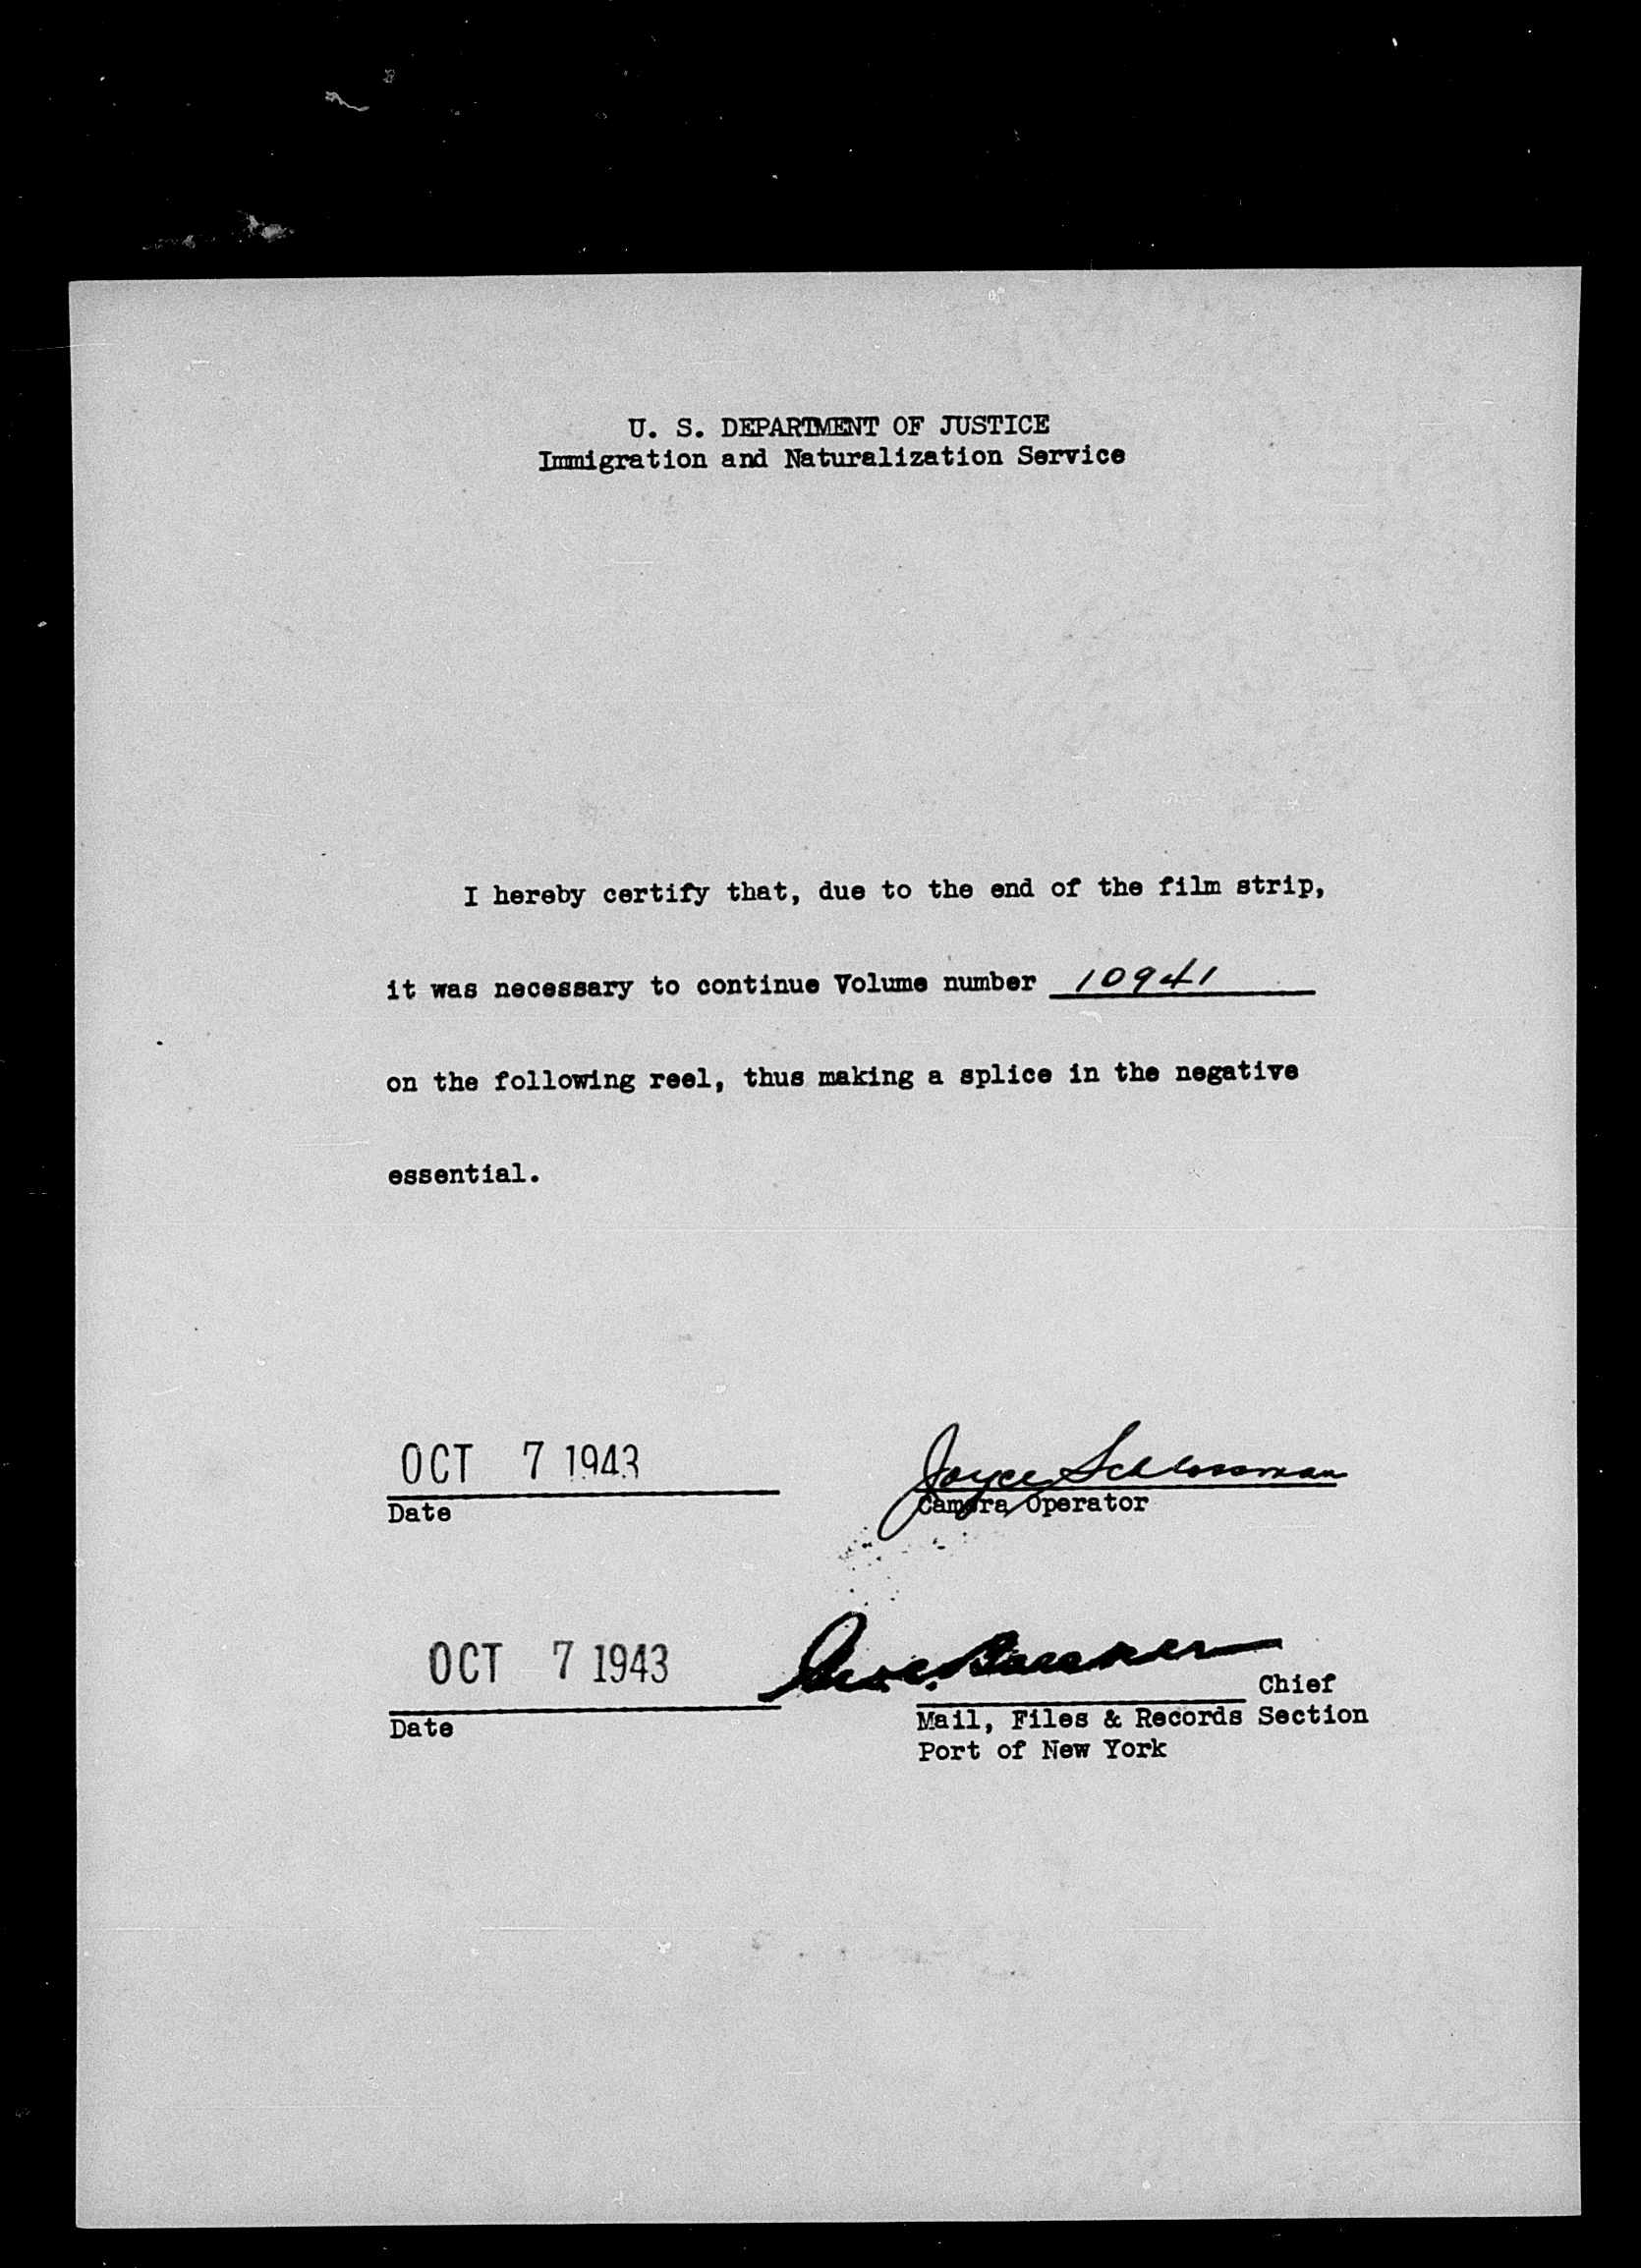 U. S. DEPARTMENT OF JUSTICE
Immigration and Naturalization Service
I hereby certify that, due to the end of the film strip,
it was necessary to continue Volume number 10941
on the following reel, thus making a splice in the negative
essential.
OCT 7 1943
Joyce Schlossman
Date
Camera Operator
OCT 7 1943
Chief
Date
Mail, Files & Records Section
Port of New York